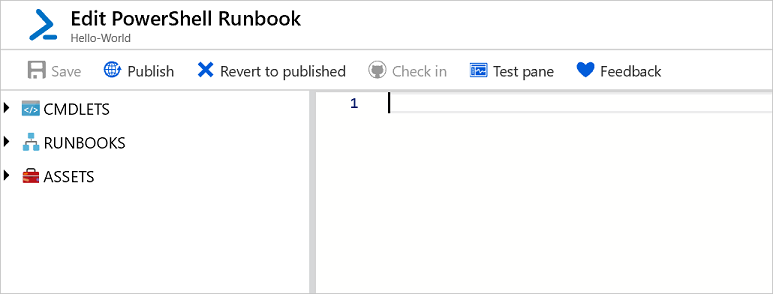 Edit PowerShell Runbook
Hello-World
Save Publish Revert to published Check in Test pane Feedback
CMDLETS 1
RUNBOOKS
ASSETS